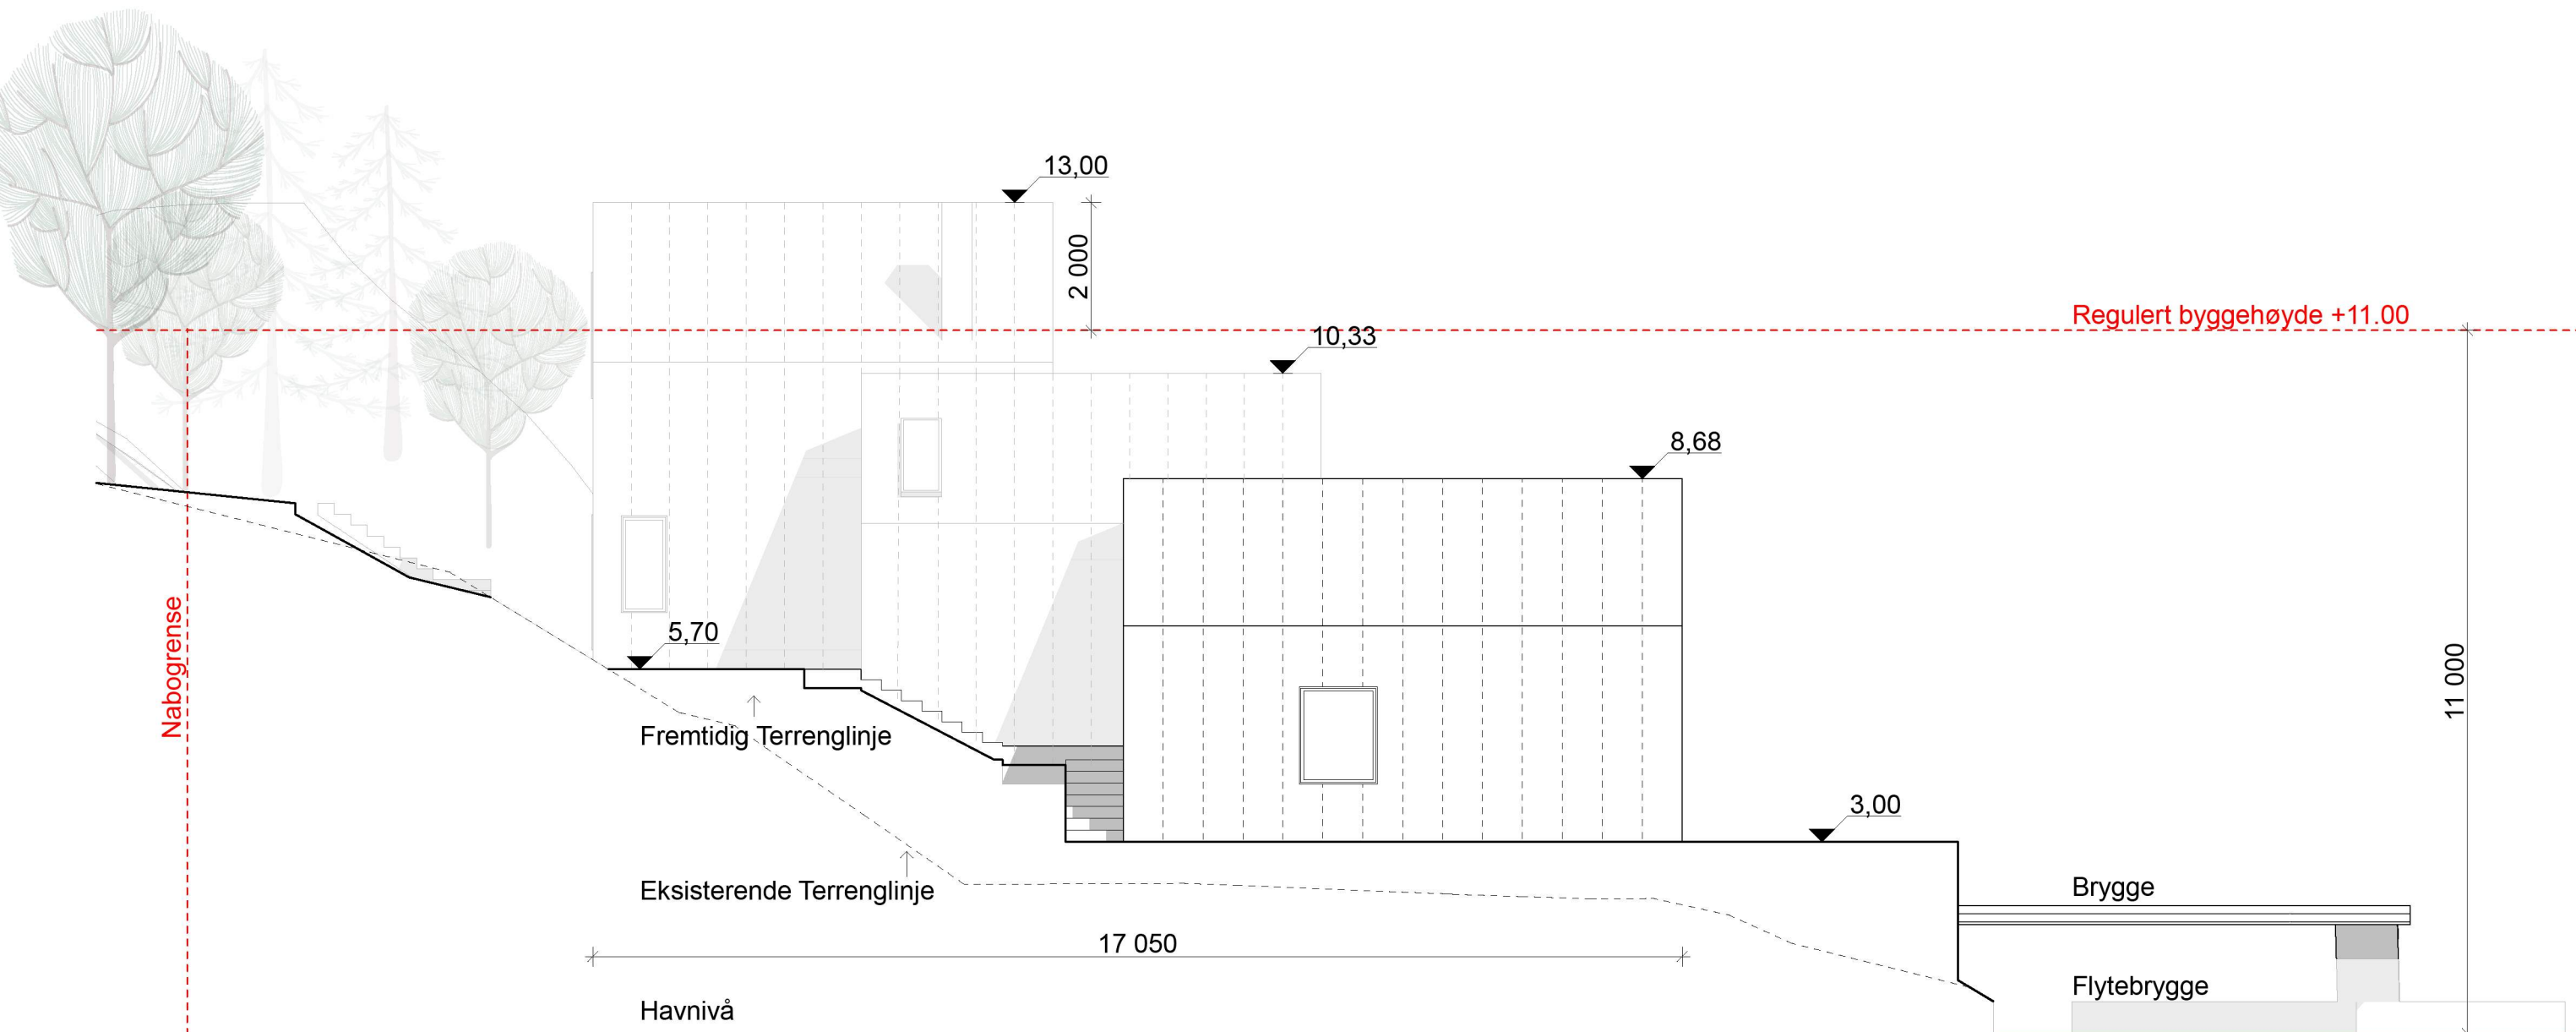 13,00
2 000
Regulert byggehøyde +11.00
10,33
8,68
Nabogrense
5,70
11 000
Fremtidig Terrenglinje
3,00
Eksisterende Terrenglinje
Brygge
17 050
Flytebrygge
Havnivå